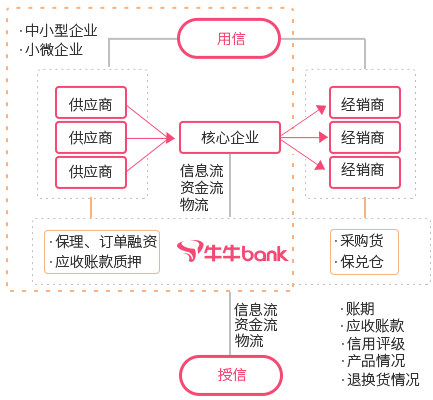 ·中小型企业
·小微企业
用信
供应商
供应商
供应商
核心企业
经销商
经销商
经销商
信息流
资金流
物流
·保理、订单融资
·应收账款质押
牛牛bank
·采购货
·保兑仓
信息流
资金流
物流
授信
·账期
·应收账款
·信用评级
·产品情况
·退换货情况